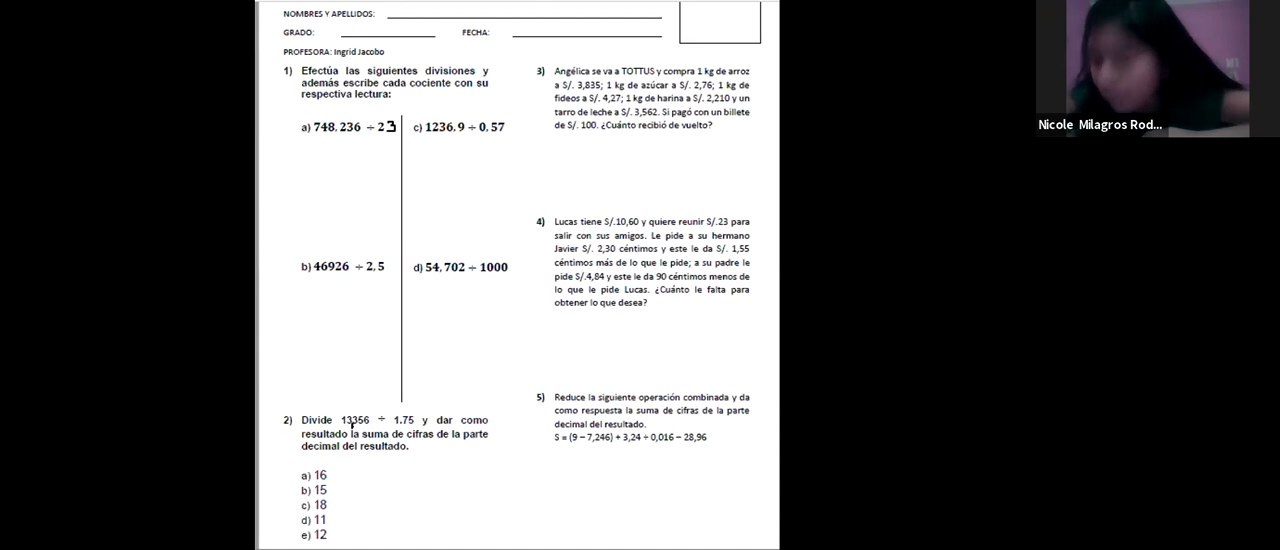 NOMBRES Y APELLIDOS:
GRADO: FECHA:
PROFESORA: Ingrid Jacobo
1) Efectúa las siguientes divisiones y
además escribe cada cociente con su
respectiva lectura:
a) 748,236 ÷ 23
c) 1236,9 ÷ 0,57
b) 46926 ÷ 2,5
d) 54,702 ÷ 1000
2) Divide 13356 ÷ 1.75 y dar como
resultado la suma de cifras de la parte
decimal del resultado.
a) 16
b) 15
c) 18
d) 11
e) 12
3) Angélica se va a TOTTUS y compra 1 kg de arroz
a S/. 3,835; 1 kg de azúcar a S/. 2,76; 1 kg de
fideos a S/. 4,27; 1 kg de harina a S/. 2,210 y un
tarro de leche a S/. 3,562. Si pagó con un billete
de S/. 100. ¿Cuánto recibió de vuelto?
4) Lucas tiene S/.10,60 y quiere reunir S/.23 para
salir con sus amigos. Le pide a su hermano
Javier S/. 2,30 céntimos y este le da S/. 1,55
céntimos más de lo que le pide; a su padre le
pide S/.4,84 y este le da 90 céntimos menos de
lo que le pide Lucas. ¿Cuánto le falta para
obtener lo que desea?
5) Reduce la siguiente operación combinada y da
como respuesta la suma de cifras de la parte
decimal del resultado.
S = (9 – 7,246) + 3,24 ÷ 0,016 – 28,96
Nicole Milagros Rod...